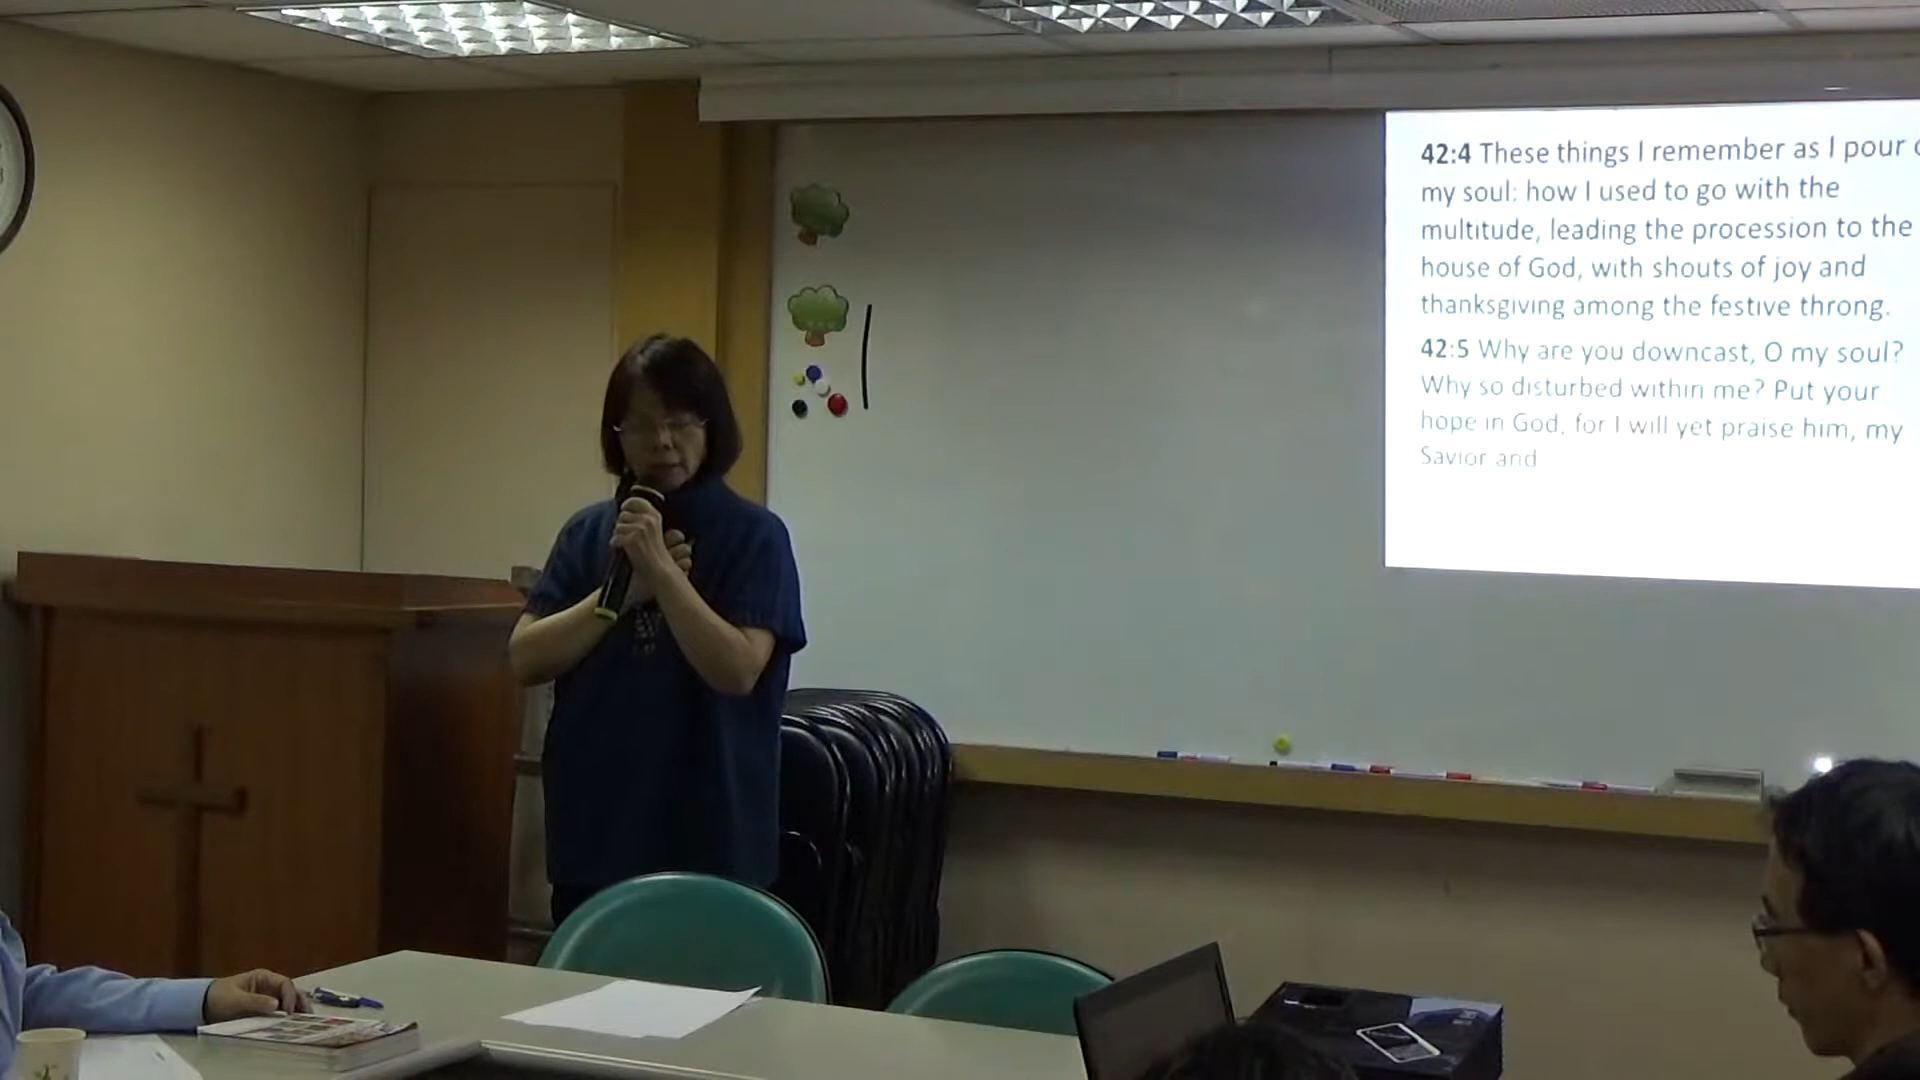 42:4 These things I remember as I pour
my soul: how I used to go with the
multitude, leading the procession to the
house of God, with shouts of joy and
thanksgiving among the festive throng.
42:5 Why are you downcast, O my soul?
Why so disturbed within me? Put your
hope in God, for I will yet praise him, my
Savior and